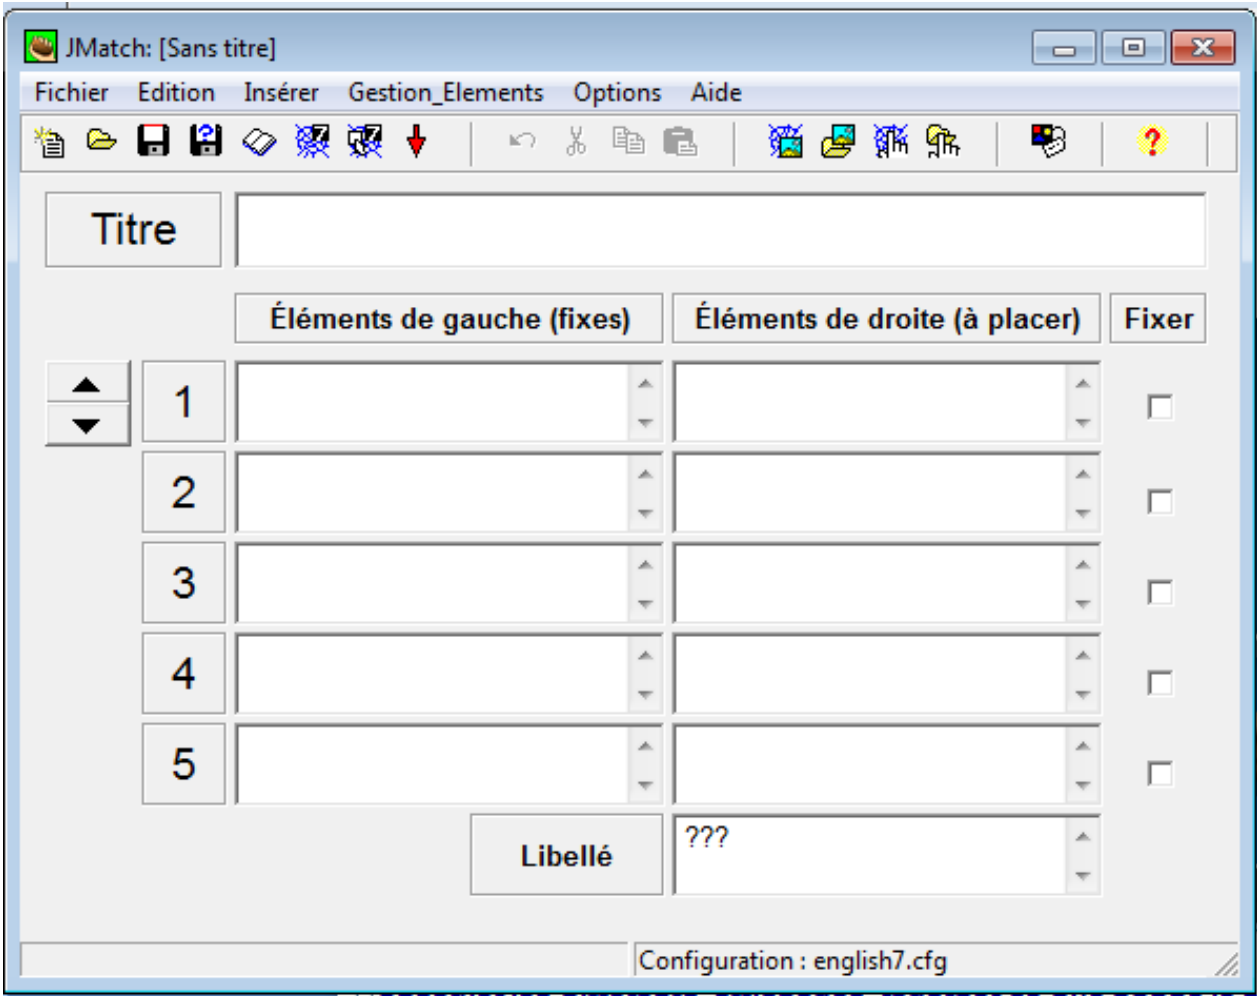 JMatch: [Sans titre]
Fichier Edition Insérer Gestion_Elements Options Aide
Titre
Éléments de gauche (fixes) Éléments de droite (à placer) Fixer
1
2
3
4
5
Libellé ???
Configuration : english7.cfg